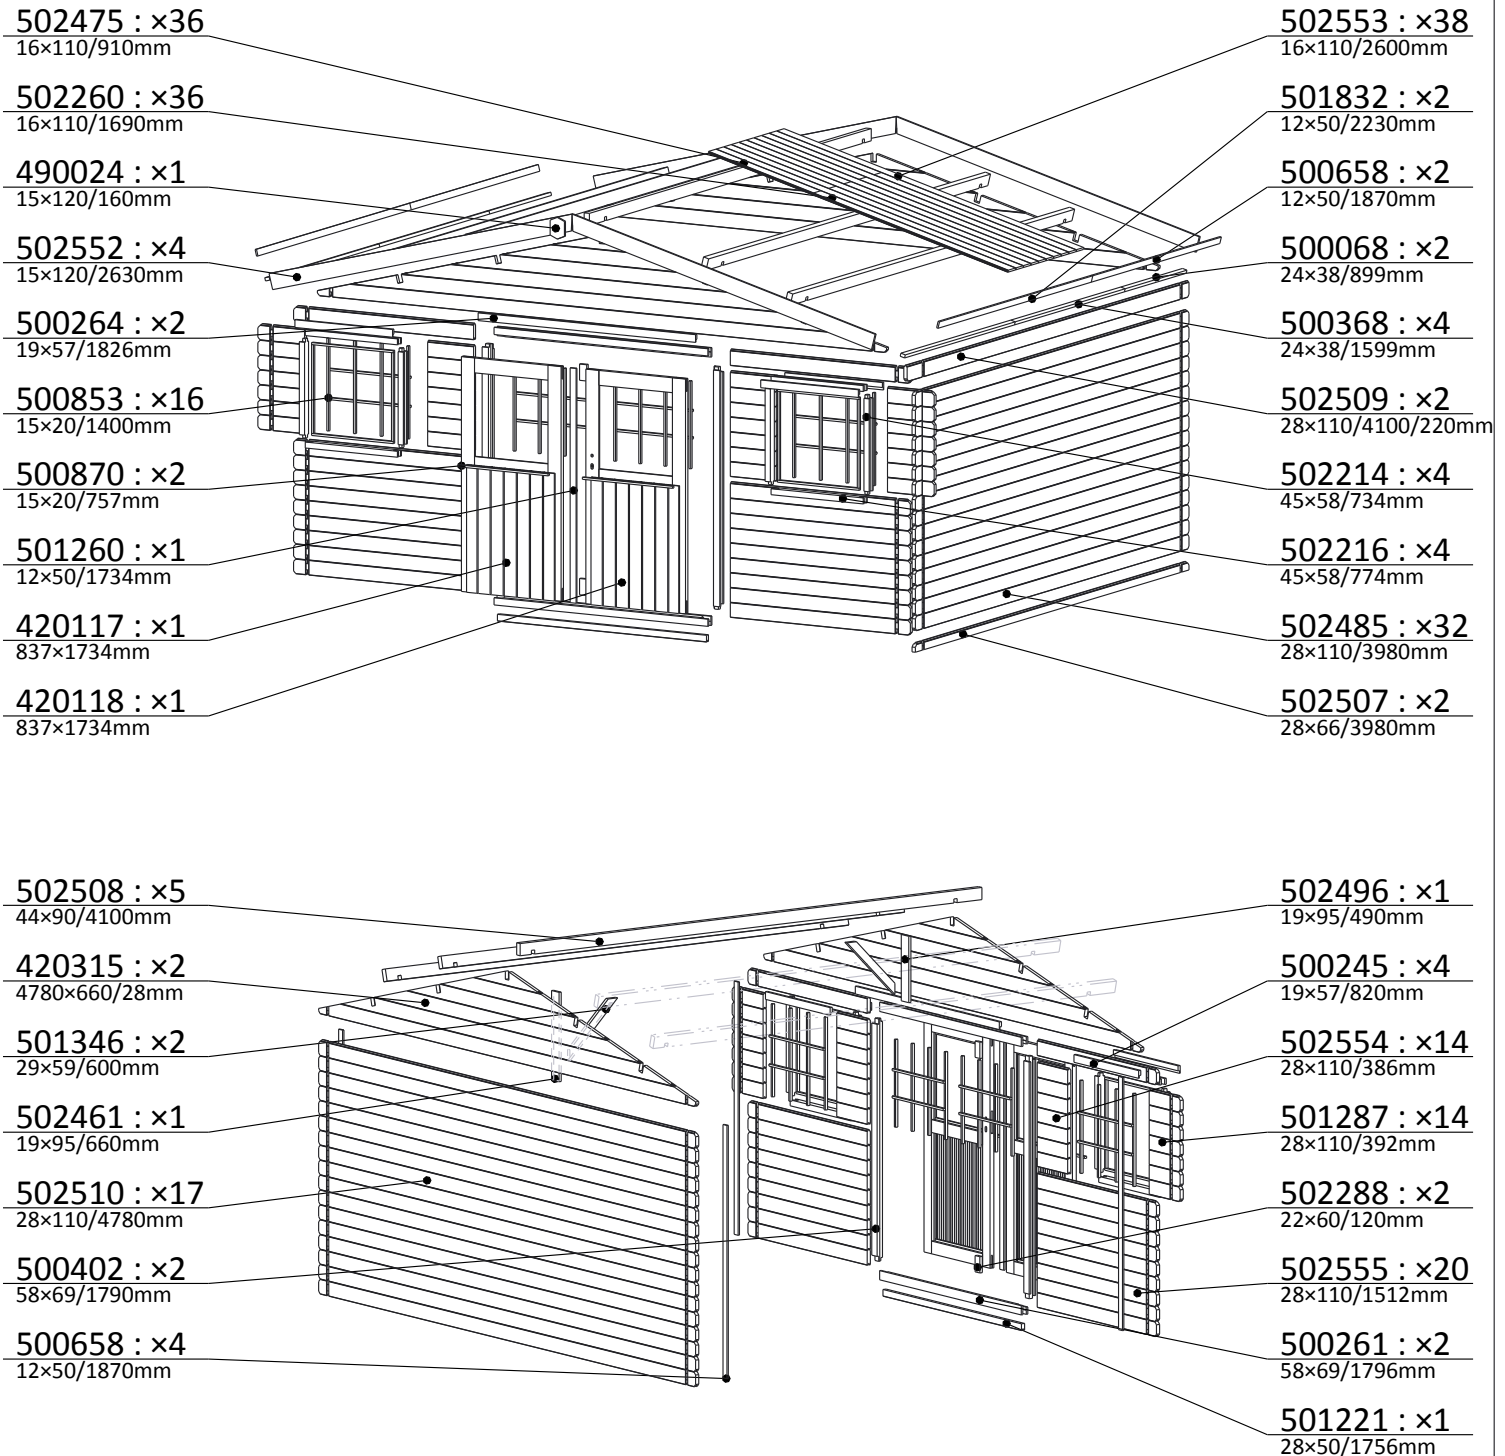 502475 : ×36
16×110/910mm
502260 : ×36
16×110/1690mm
490024 : ×1
15×120/160mm
502552 : ×4
15×120/2630mm
500264 : ×2
19×57/1826mm
500853 : ×16
15×20/1400mm
500870 : ×2
15×20/757mm
501260 : ×1
12×50/1734mm
420117 : ×1
837×1734mm
420118 : ×1
837×1734mm
502553 : ×38
16×110/2600mm
501832 : ×2
12×50/2230mm
500658 : ×2
12×50/1870mm
500068 : ×2
24×38/899mm
500368 : ×4
24×38/1599mm
502509 : ×2
28×110/4100/220mm
502214 : ×4
45×58/734mm
502216 : ×4
45×58/774mm
502485 : ×32
28×110/3980mm
502507 : ×2
28×66/3980mm
502508 : ×5
44×90/4100mm
420315 : ×2
4780×660/28mm
501346 : ×2
29×59/600mm
502461 : ×1
19×95/660mm
502510 : ×17
28×110/4780mm
500402 : ×2
58×69/1790mm
500658 : ×4
12×50/1870mm
502496 : ×1
19×95/490mm
500245 : ×4
19×57/820mm
502554 : ×14
28×110/386mm
501287 : ×14
28×110/392mm
502288 : ×2
22×60/120mm
502555 : ×20
28×110/1512mm
500261 : ×2
58×69/1796mm
501221 : ×1
28×50/1756mm